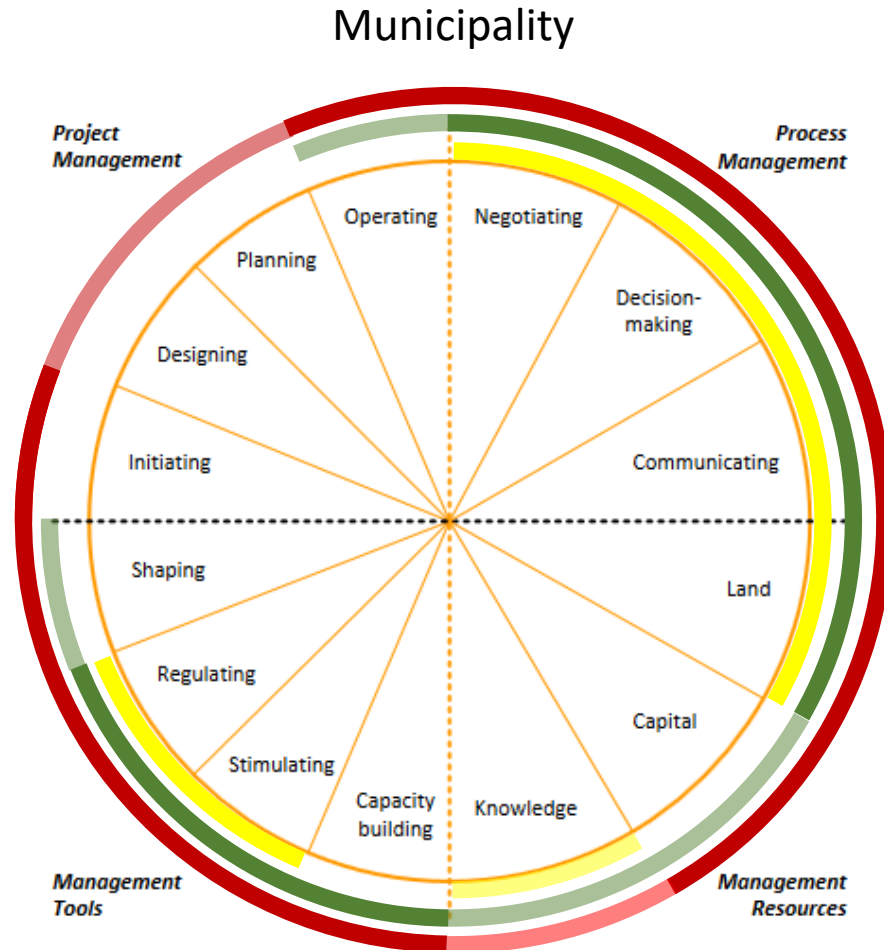 Municipality
Project
Management
Process
Management
Operating
Negotiating
Planning
Decision-
making
Designing
Initiating
Communicating
Shaping
Land
Regulating
Capital
Stimulating
Capacity
building
Knowledge
Management
Tools
Management
Resources